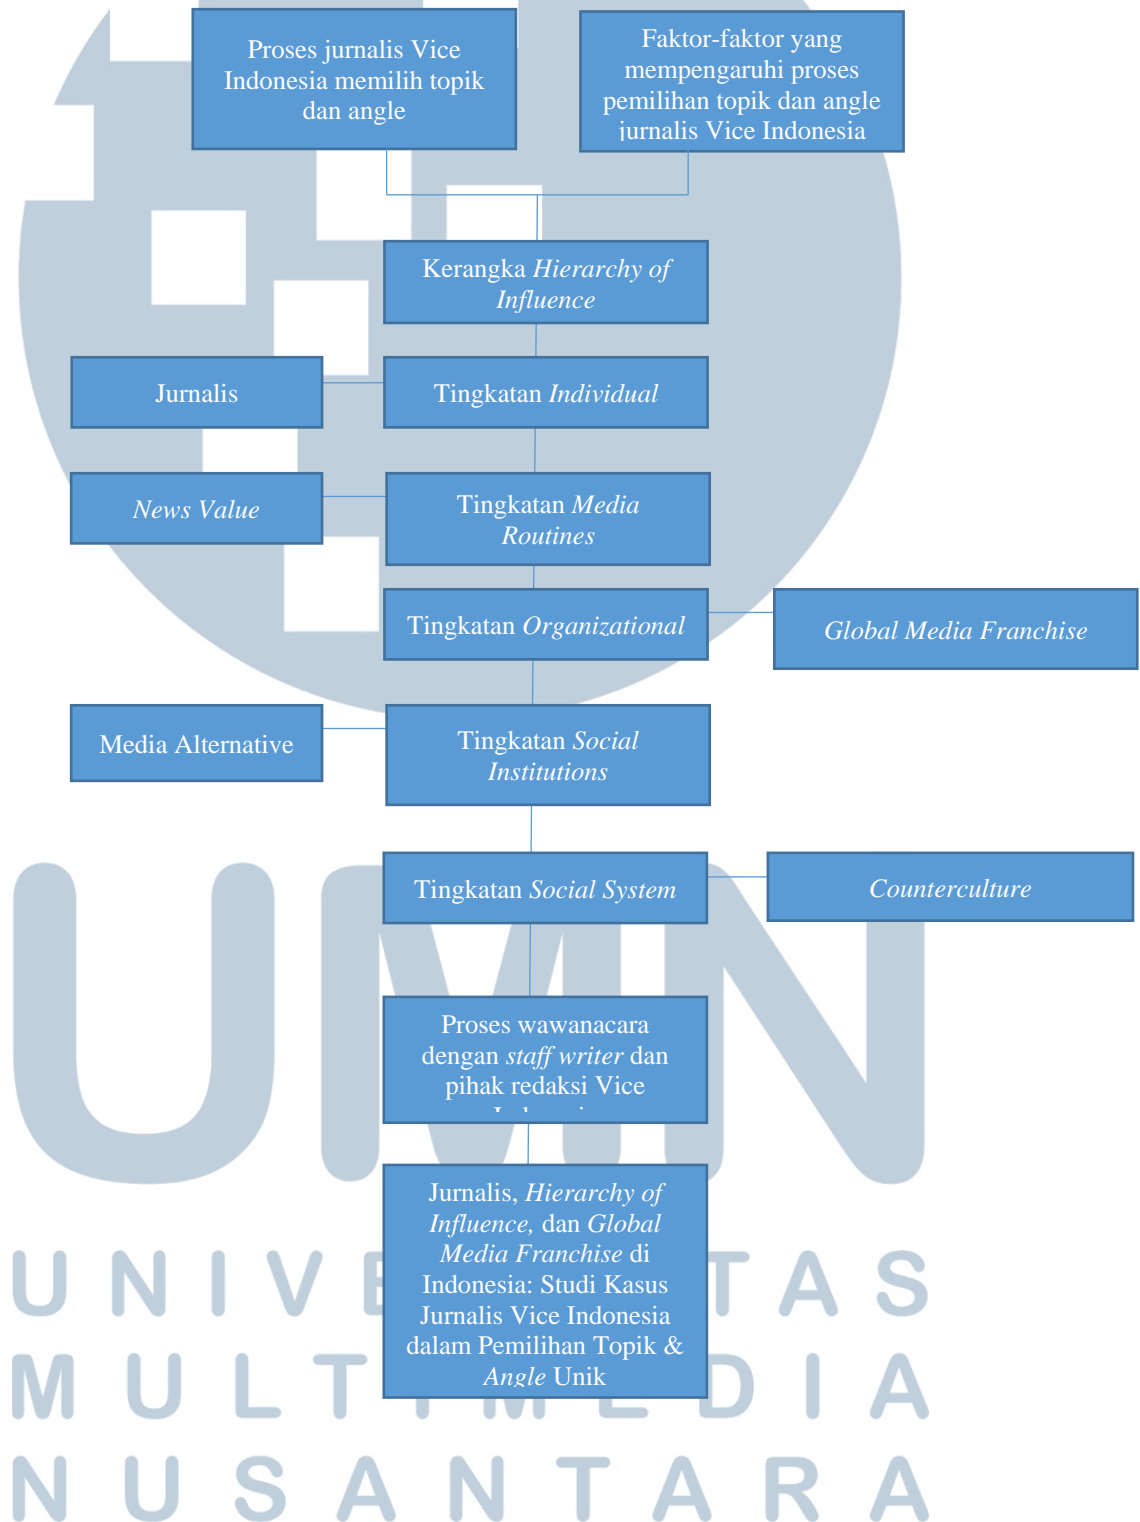 Proses jurnalis Vice
Indonesia memilih topik
dan angle
Faktor-faktor yang
mempengaruhi proses
pemilihan topik dan angle
jurnalis Vice Indonesia
Kerangka Hierarchy of
Influence
Jurnalis
Tingkatan Individual
News Value
Tingkatan Media
Routines
Tingkatan Organizational
Global Media Franchise
Media Alternative
Tingkatan Social
Institutions
Tingkatan Social System
Counterculture
Proses wawanacara
dengan staff writer dan
pihak redaksi Vice
Jurnalis, Hierarchy of
Influence, dan Global
Media Franchise di
Indonesia: Studi Kasus
Jurnalis Vice Indonesia
dalam Pemilihan Topik &
Angle Unik
UMN
UNIVERSITAS
MULTIMEDIA
NUSANTARA